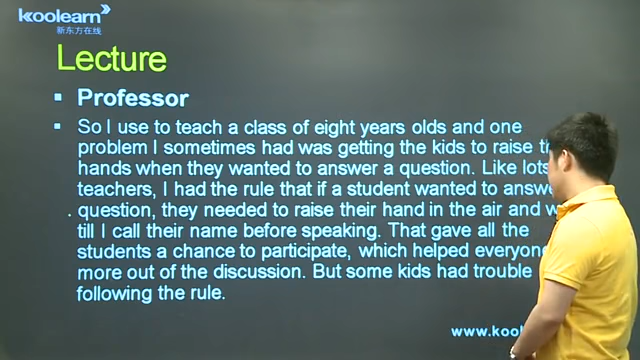 koolearn
新东方在线
Lecture
Professor
So I use to teach a class of eight years olds and one
problem I sometimes had was getting the kids to raise
hands when they wanted to answer a question. Like lots
teachers, I had the rule that if a student wanted to
question, they needed to raise their hand in the air and
till I call their name before speaking. That gave all the
students a chance to participate, which helped everyone
more out of the discussion. But some kids had trouble
following the rule.